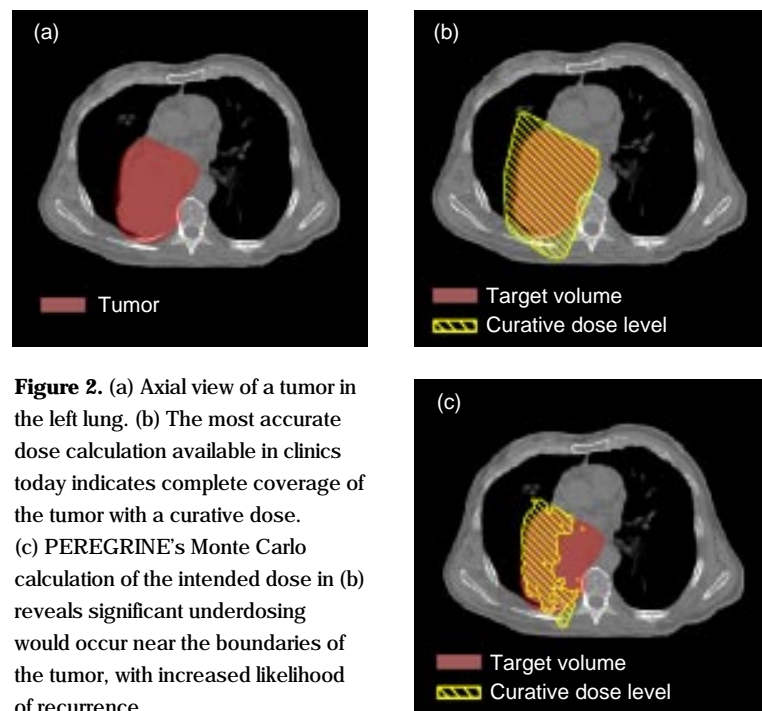 (a)
Tumor
(b)
Target volume
Curative dose level
Figure 2. (a) Axial view of a tumor in
the left lung. (b) The most accurate
dose calculation available in clinics
today indicates complete coverage of
the tumor with a curative dose.
(c) PEREGRINE's Monte Carlo
calculation of the intended dose in (b)
reveals significant underdosing
would occur near the boundaries of
the tumor, with increased likelihood
of recurrence
(c)
Target volume
Curative dose level